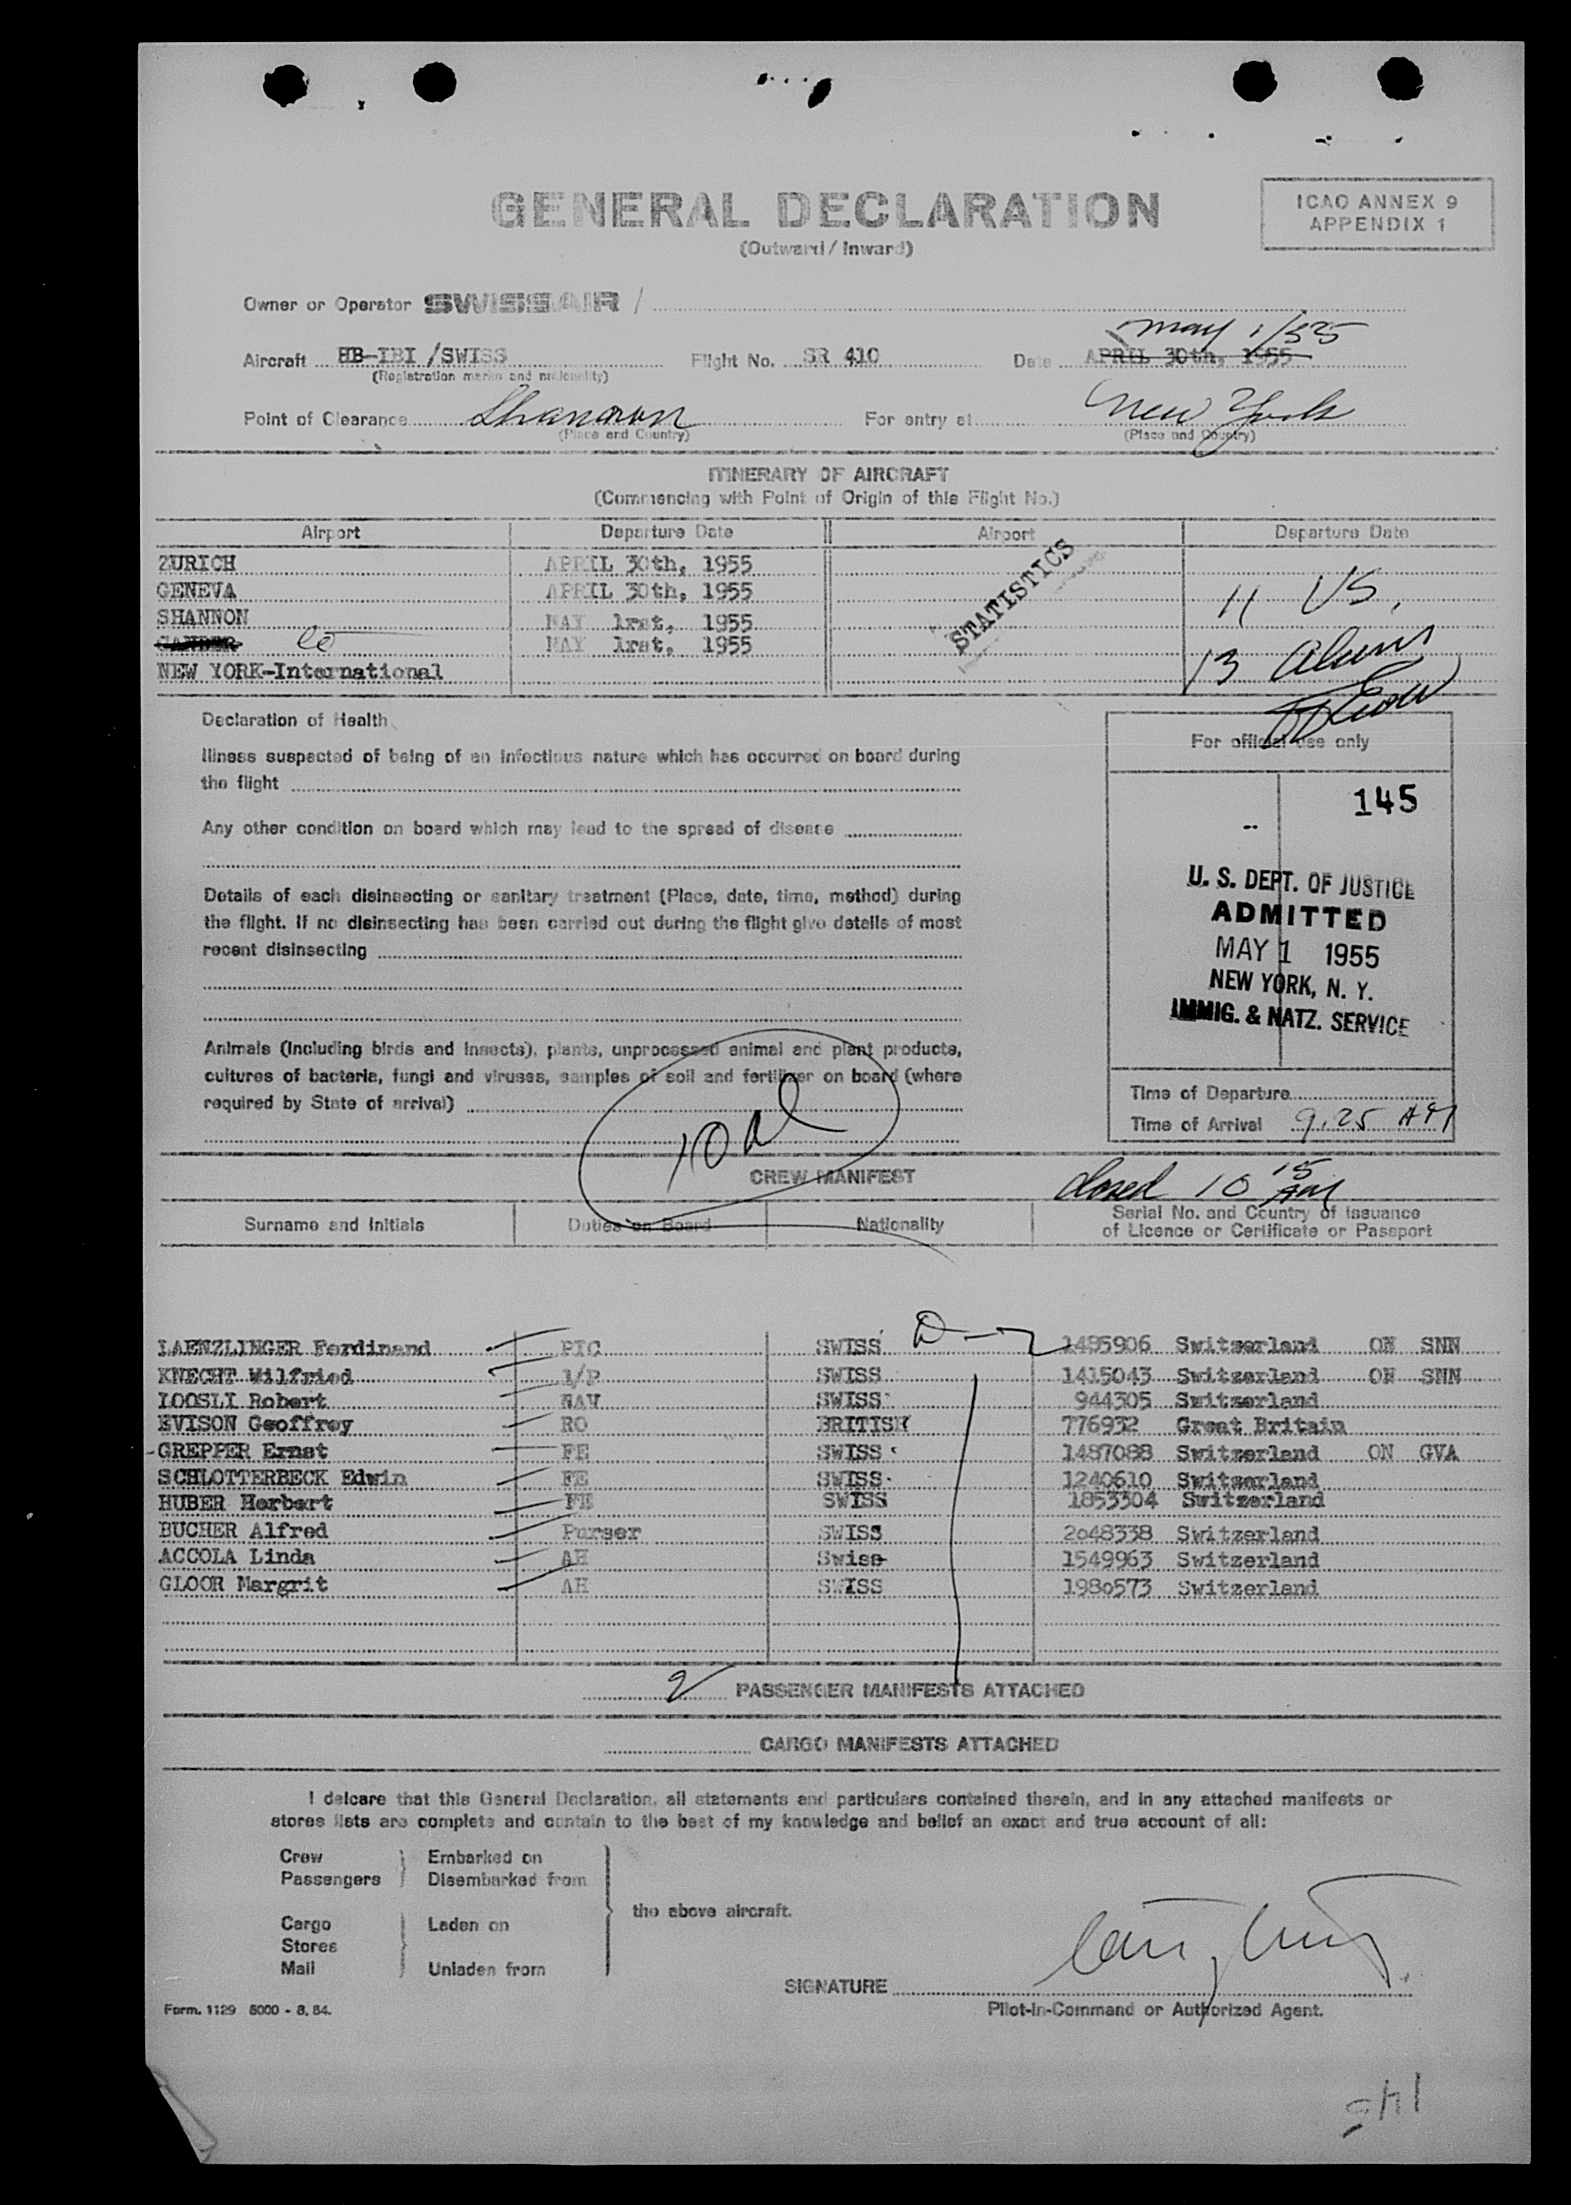 GENERAL DECLARATION
(Outward / Inward)
ICAO ANNEX 9
APPENDIX 1
Owner or Operator SWISSAIR /
may 1/55
Aircraft HB-IBI /SWISS Flight No. SR 410 Date APRIL 30th, 1955
(Registration marks and nationality)
Point of Clearance Shannon For entry at New York
(Place and Country) (Place and Country)
ITINERARY OF AIRCRAFT
(Commencing with Point of Origin of this Flight No.)
Airport Departure Date Airport Departure Date
ZURICH APRIL 30th, 1955
GENEVA APRIL 30th, 1955
SHANNON MAY 1rst, 1955
GANDER MAY 1rst, 1955
NEW YORK-International
STATISTICS
11 US.
13 Aliens
Declaration of Health
Illness suspected of being of an infectious nature which has occurred on board during
the flight
Any other condition on board which may lead to the spread of disease
Details of each disinsecting or sanitary treatment (Place, date, time, method) during
the flight. If no disinsecting has been carried out during the flight give details of most
recent disinsecting
Animals (including birds and insects), plants, unprocessed animal and plant products,
cultures of bacteria, fungi and viruses, samples of soil and fertilizer on board (where
required by State of arrival)
For official use only
145
U. S. DEPT. OF JUSTICE
ADMITTED
MAY 1 1955
NEW YORK, N. Y.
IMMIG. & NATZ. SERVICE
Time of Departure
Time of Arrival 9.25 AM
10
CREW MANIFEST
closed 10 15 AM
Surname and Initials Duties on Board Nationality Serial No. and Country of Issuance
of Licence or Certificate or Passport
LAENZLINGER Ferdinand PIC SWISS 1485906 Switzerland ON SNN
KNECHT Wilfried 1/P SWISS 1415043 Switzerland ON SNN
LOOSLI Robert NAV SWISS 944305 Switzerland
EVISON Geoffrey RO BRITISH 776932 Great Britain
GREPPER Ernst FE SWISS 1487088 Switzerland ON GVA
SCHLOTTERBECK Edwin FE SWISS 1240610 Switzerland
HUBER Herbert FE SWISS 1853304 Switzerland
BUCHER Alfred Purser SWISS 2048338 Switzerland
ACCOLA Linda AH Swiss 1549963 Switzerland
GLOOR Margrit AH SWISS 1980573 Switzerland
2 PASSENGER MANIFESTS ATTACHED
CARGO MANIFESTS ATTACHED
I delcare that this General Declaration, all statements and particulars contained therein, and in any attached manifests or
stores lists are complete and contain to the best of my knowledge and belief an exact and true account of all:
Crew Embarked on
Passengers Disembarked from
the above aircraft.
Cargo Laden on
Stores
Mail Unladen from
SIGNATURE
Pilot-in-Command or Authorized Agent.
Form. 1129 5000 - 8. 54.
145